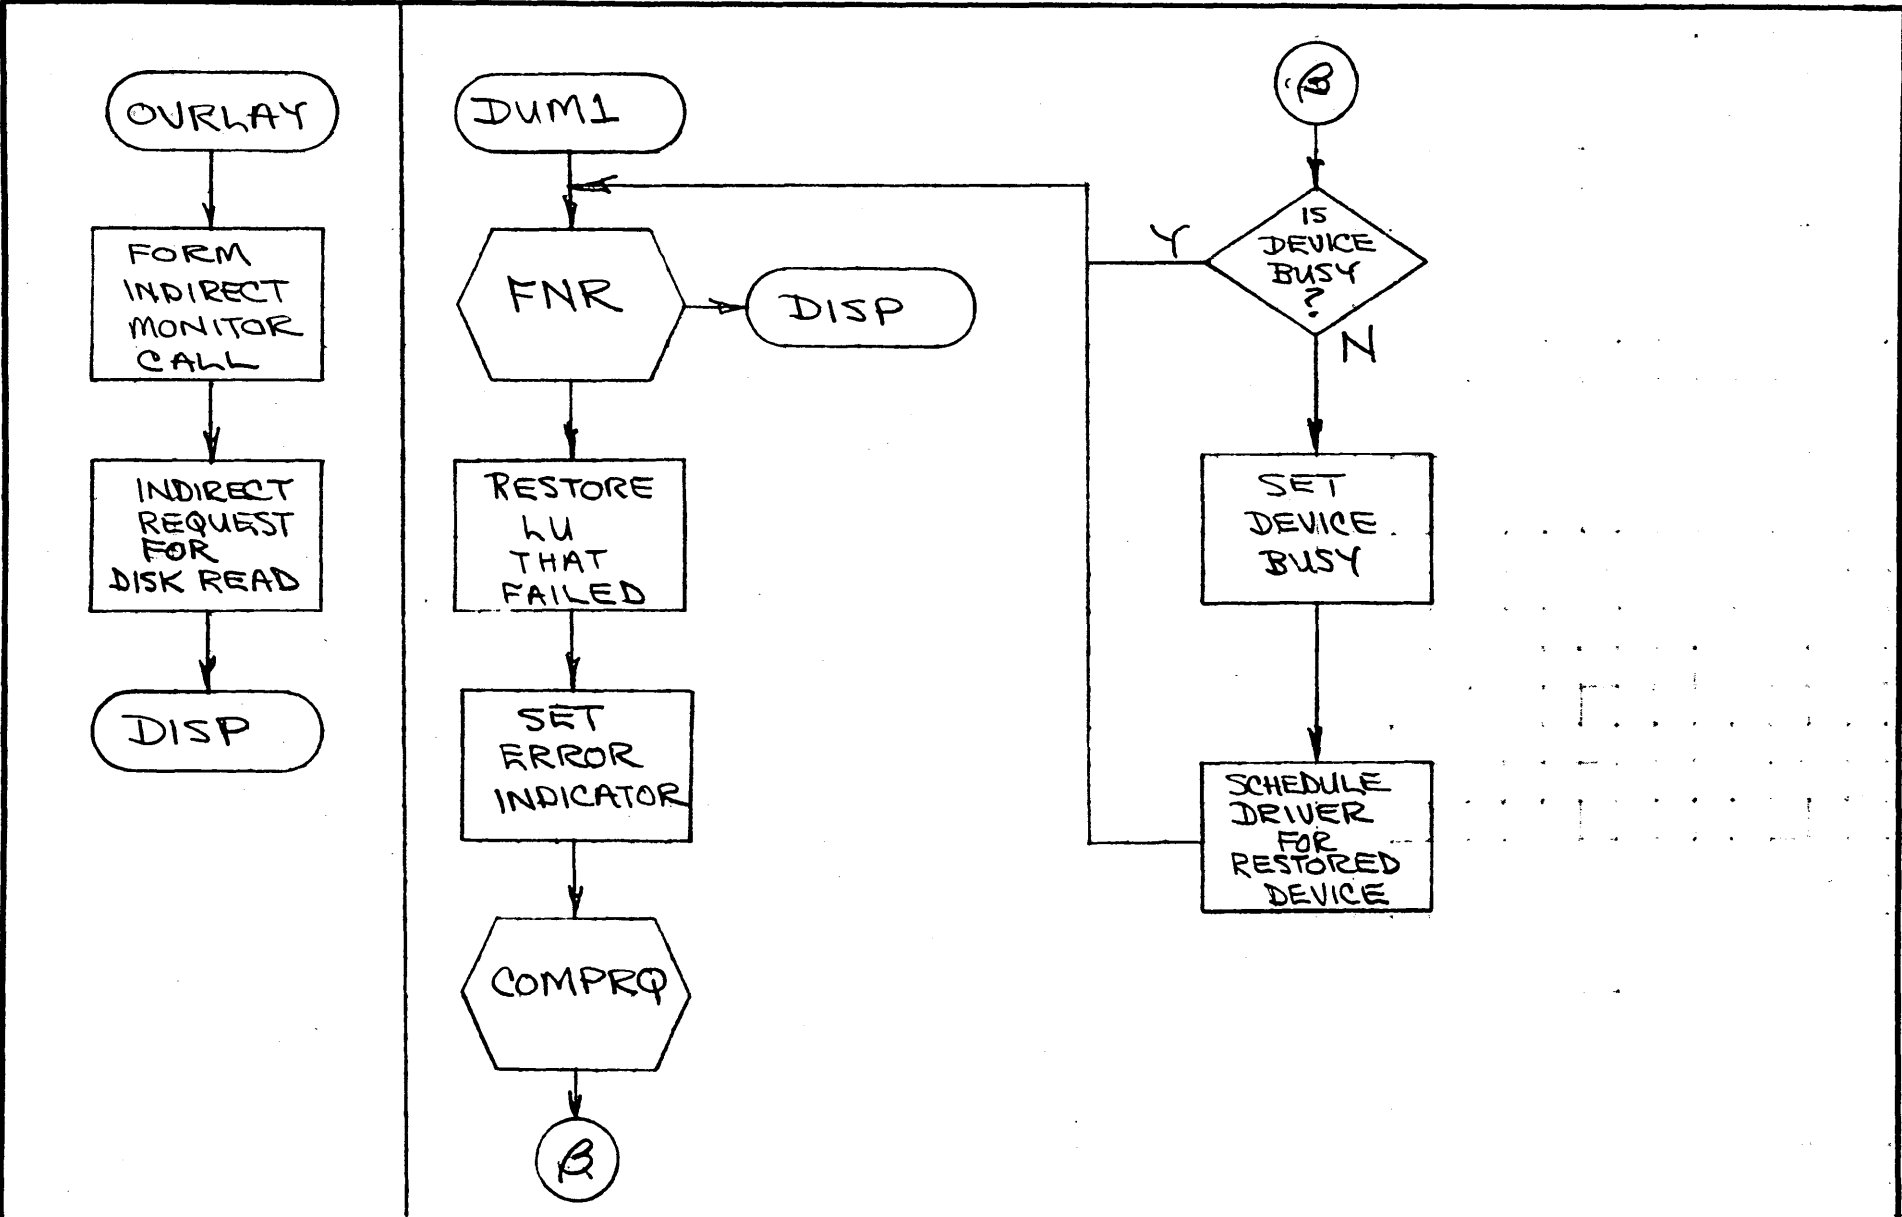 OVRLAY
FORM
INDIRECT
MONITOR
CALL
INDIRECT
REQUEST
FOR
DISK READ
DISP
DUM1
FNR
DISP
RESTORE
LU
THAT
FAILED
SET
ERROR
INDICATOR
COMPRQ
β
β
IS
DEVICE
BUSY
?
Y
N
SET
DEVICE
BUSY
SCHEDULE
DRIVER
FOR
RESTORED
DEVICE